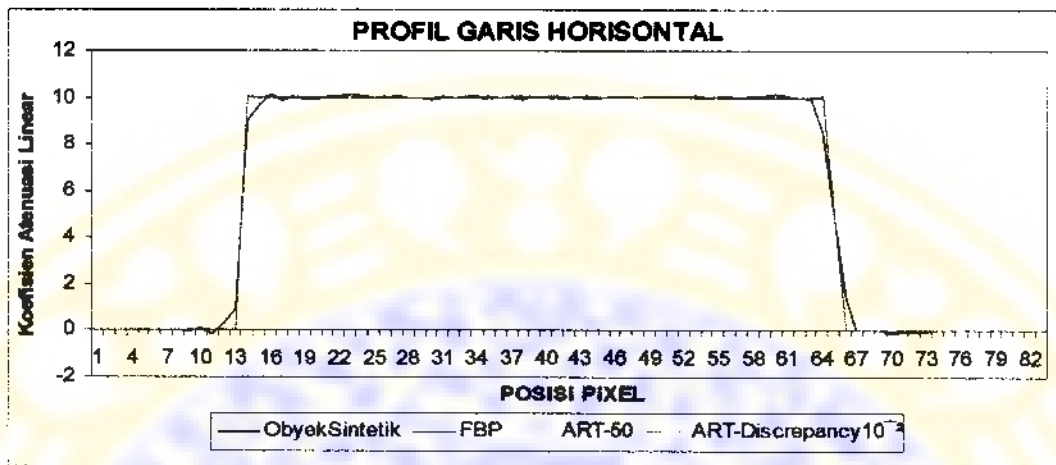 PROFIL GARIS HORISONTAL
12
10
8
6
4
2
0
-2
Koefisien Atenuasi Linear
1 4 7 10 13 16 19 22 25 28 31 34 37 40 43 46 49 52 55 58 61 64 67 70 73 76 79 82
POSISI PIXEL
ObyekSintetik FBP ART-50 ART-Discrepancy10